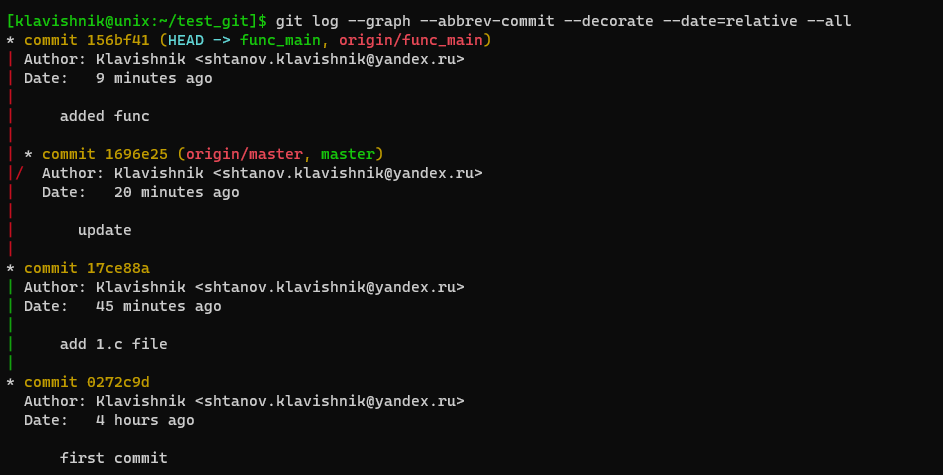 [klavishnik@unix:~/test_git]$ git log --graph --abbrev-commit --decorate --date=relative --all
* commit 156bf41 (HEAD -> func_main, origin/func_main)
| Author: Klavishnik <shtanov.klavishnik@yandex.ru>
| Date:   9 minutes ago
|
|     added func
|
| * commit 1696e25 (origin/master, master)
|/  Author: Klavishnik <shtanov.klavishnik@yandex.ru>
|   Date:   20 minutes ago
|
|       update
|
* commit 17ce88a
| Author: Klavishnik <shtanov.klavishnik@yandex.ru>
| Date:   45 minutes ago
|
|     add 1.c file
|
* commit 0272c9d
  Author: Klavishnik <shtanov.klavishnik@yandex.ru>
  Date:   4 hours ago

      first commit